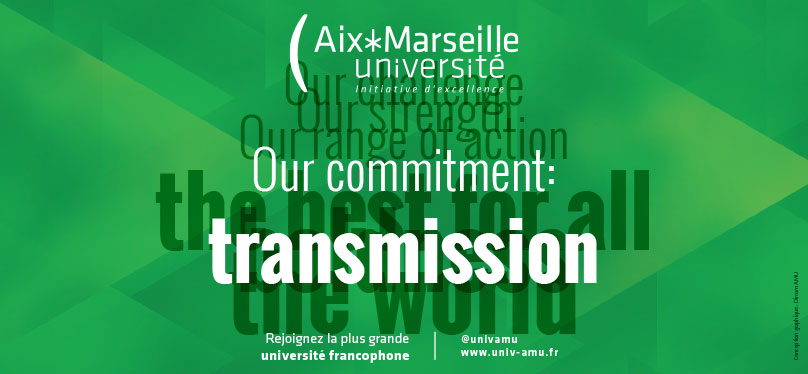 Aix*Marseille
université
Initiative d'excellence
Our challenge
Our strength:
Our range of action
Our commitment:
the best for all
transmission
the world
Rejoignez la plus grande
université francophone
@univamu
www.univ-amu.fr